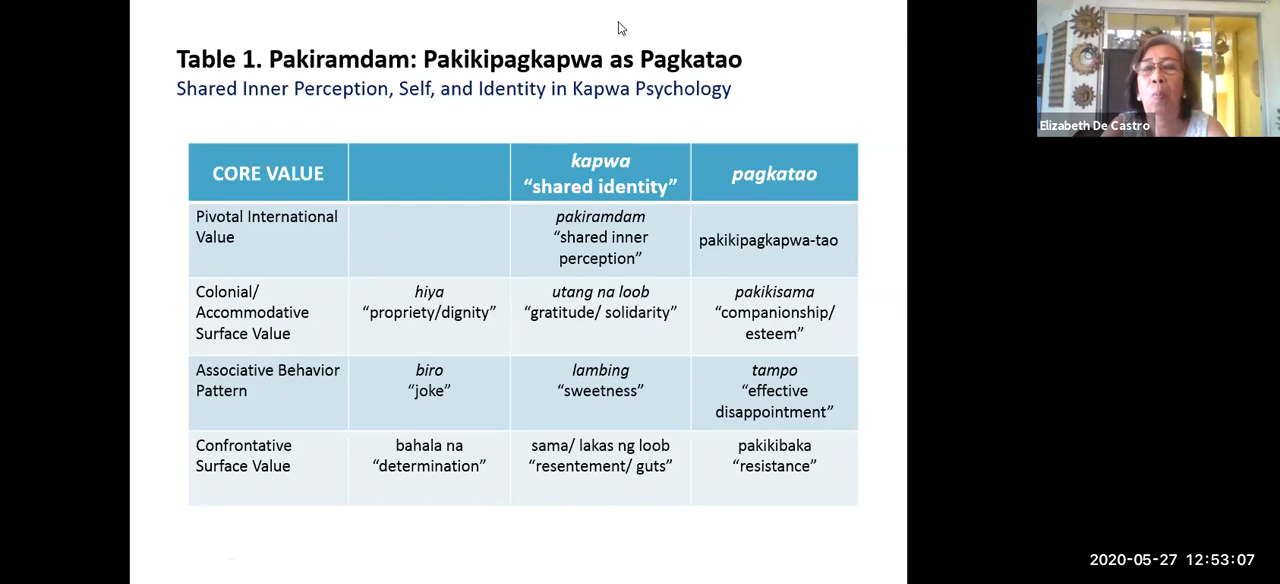 Table 1. Pakiramdam: Pakikipagkapwa as Pagkatao
Shared Inner Perception, Self, and Identity in Kapwa Psychology
CORE VALUE
kapwa
“shared identity”
pagkatao
Pivotal International
Value
pakiramdam
“shared inner
perception”
pakikipagkapwa-tao
Colonial/
Accommodative
Surface Value
hiya
“propriety/dignity”
utang na loob
“gratitude/ solidarity”
pakikisama
“companionship/
esteem”
Associative Behavior
Pattern
biro
“joke”
lambing
“sweetness”
tampo
“effective
disappointment”
Confrontative
Surface Value
bahala na
“determination”
sama/ lakas ng loob
“resentement/ guts”
pakikibaka
“resistance”
Elizabeth De Castro
2020-05-27 12:53:07